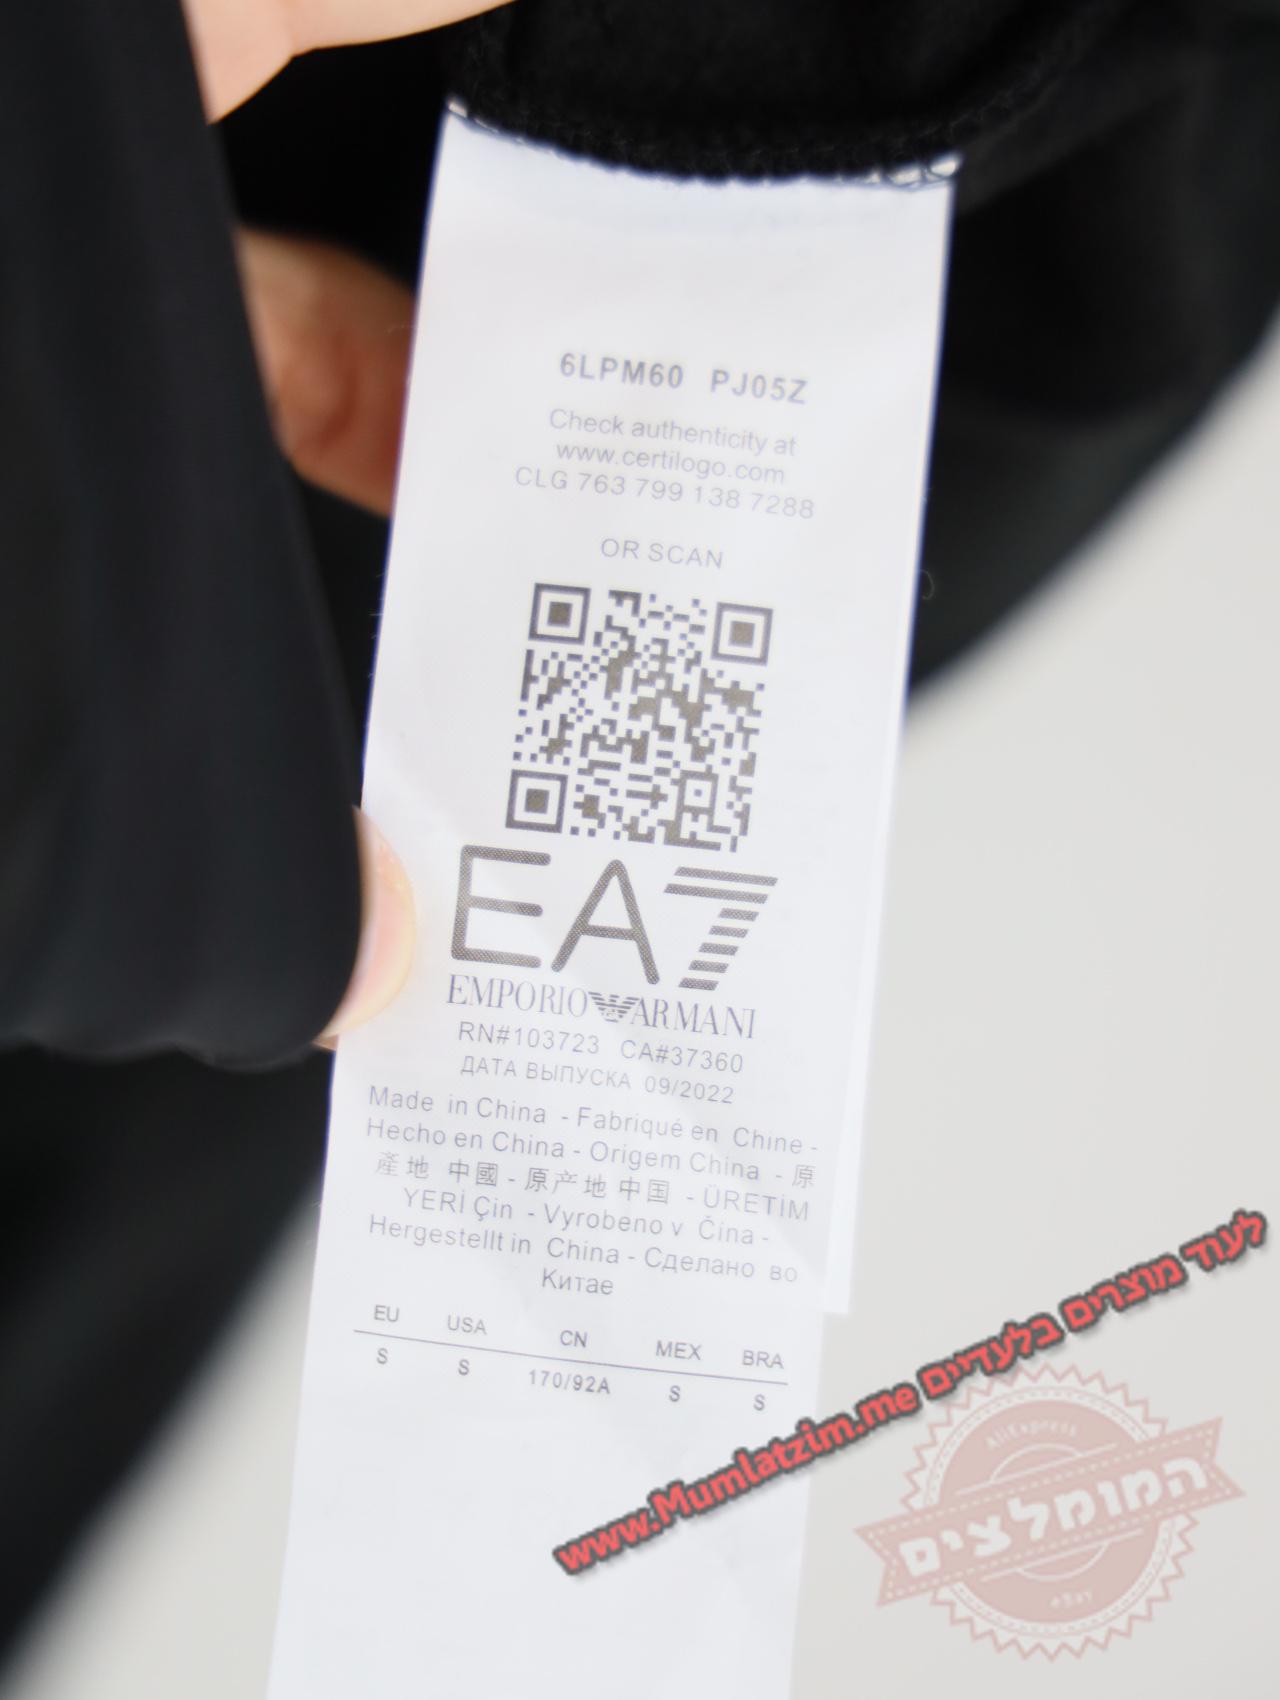 6LPM60 PJ05Z
Check authenticity at
www.certilogo.com
CLG 763 799 138 7288
OR SCAN
EA7
EMPORIO ARMANI
RN#103723 CA#37360
ДАТА ВЫПУСКА 09/2022
Made in China - Fabriqué en Chine -
Hecho en China - Origem China - 原
產地 中國 - 原产地 中国 - ÜRETİM
YERİ Çin - Vyrobeno v Čína -
Hergestellt in China - Сделано во
Китае
EU USA CN MEX BRA
S S 170/92A S S
לעוד מוצרים בלעדיים www.Mumlatzim.me
AliExpress
המומלצים
eBay